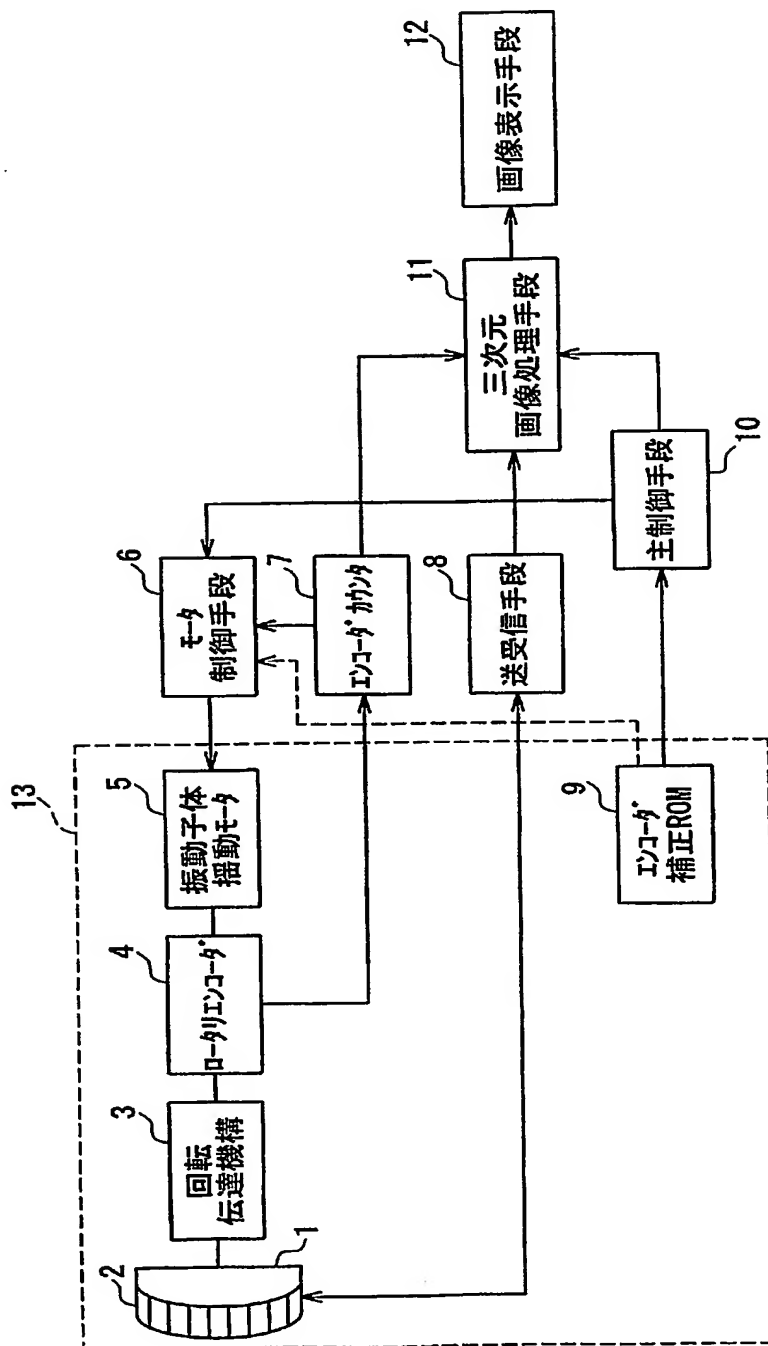 13
2
1
3
回転
伝達機構
4
ロータリエンコーダ
5
振動子体
揺動モータ
6
モータ
制御手段
7
エンコーダカウンタ
8
送受信手段
9
エンコーダ
補正ROM
10
主制御手段
11
三次元
画像処理手段
12
画像表示手段